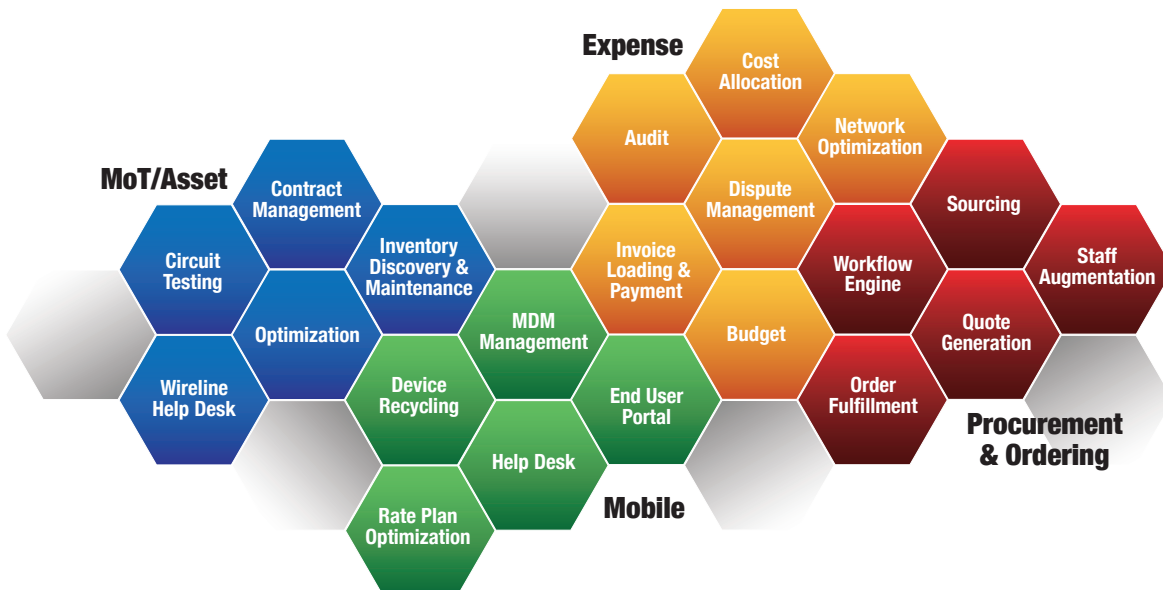 MoT/Asset
Contract
Management
Circuit
Testing
Inventory
Discovery &
Maintenance
Optimization
Wireline
Help Desk
Expense
Cost
Allocation
Audit
Network
Optimization
Dispute
Management
Invoice
Loading &
Payment
Budget
Sourcing
Workflow
Engine
Staff
Augmentation
Quote
Generation
Order
Fulfillment
Procurement
& Ordering
MDM
Management
Device
Recycling
End User
Portal
Help Desk
Rate Plan
Optimization
Mobile